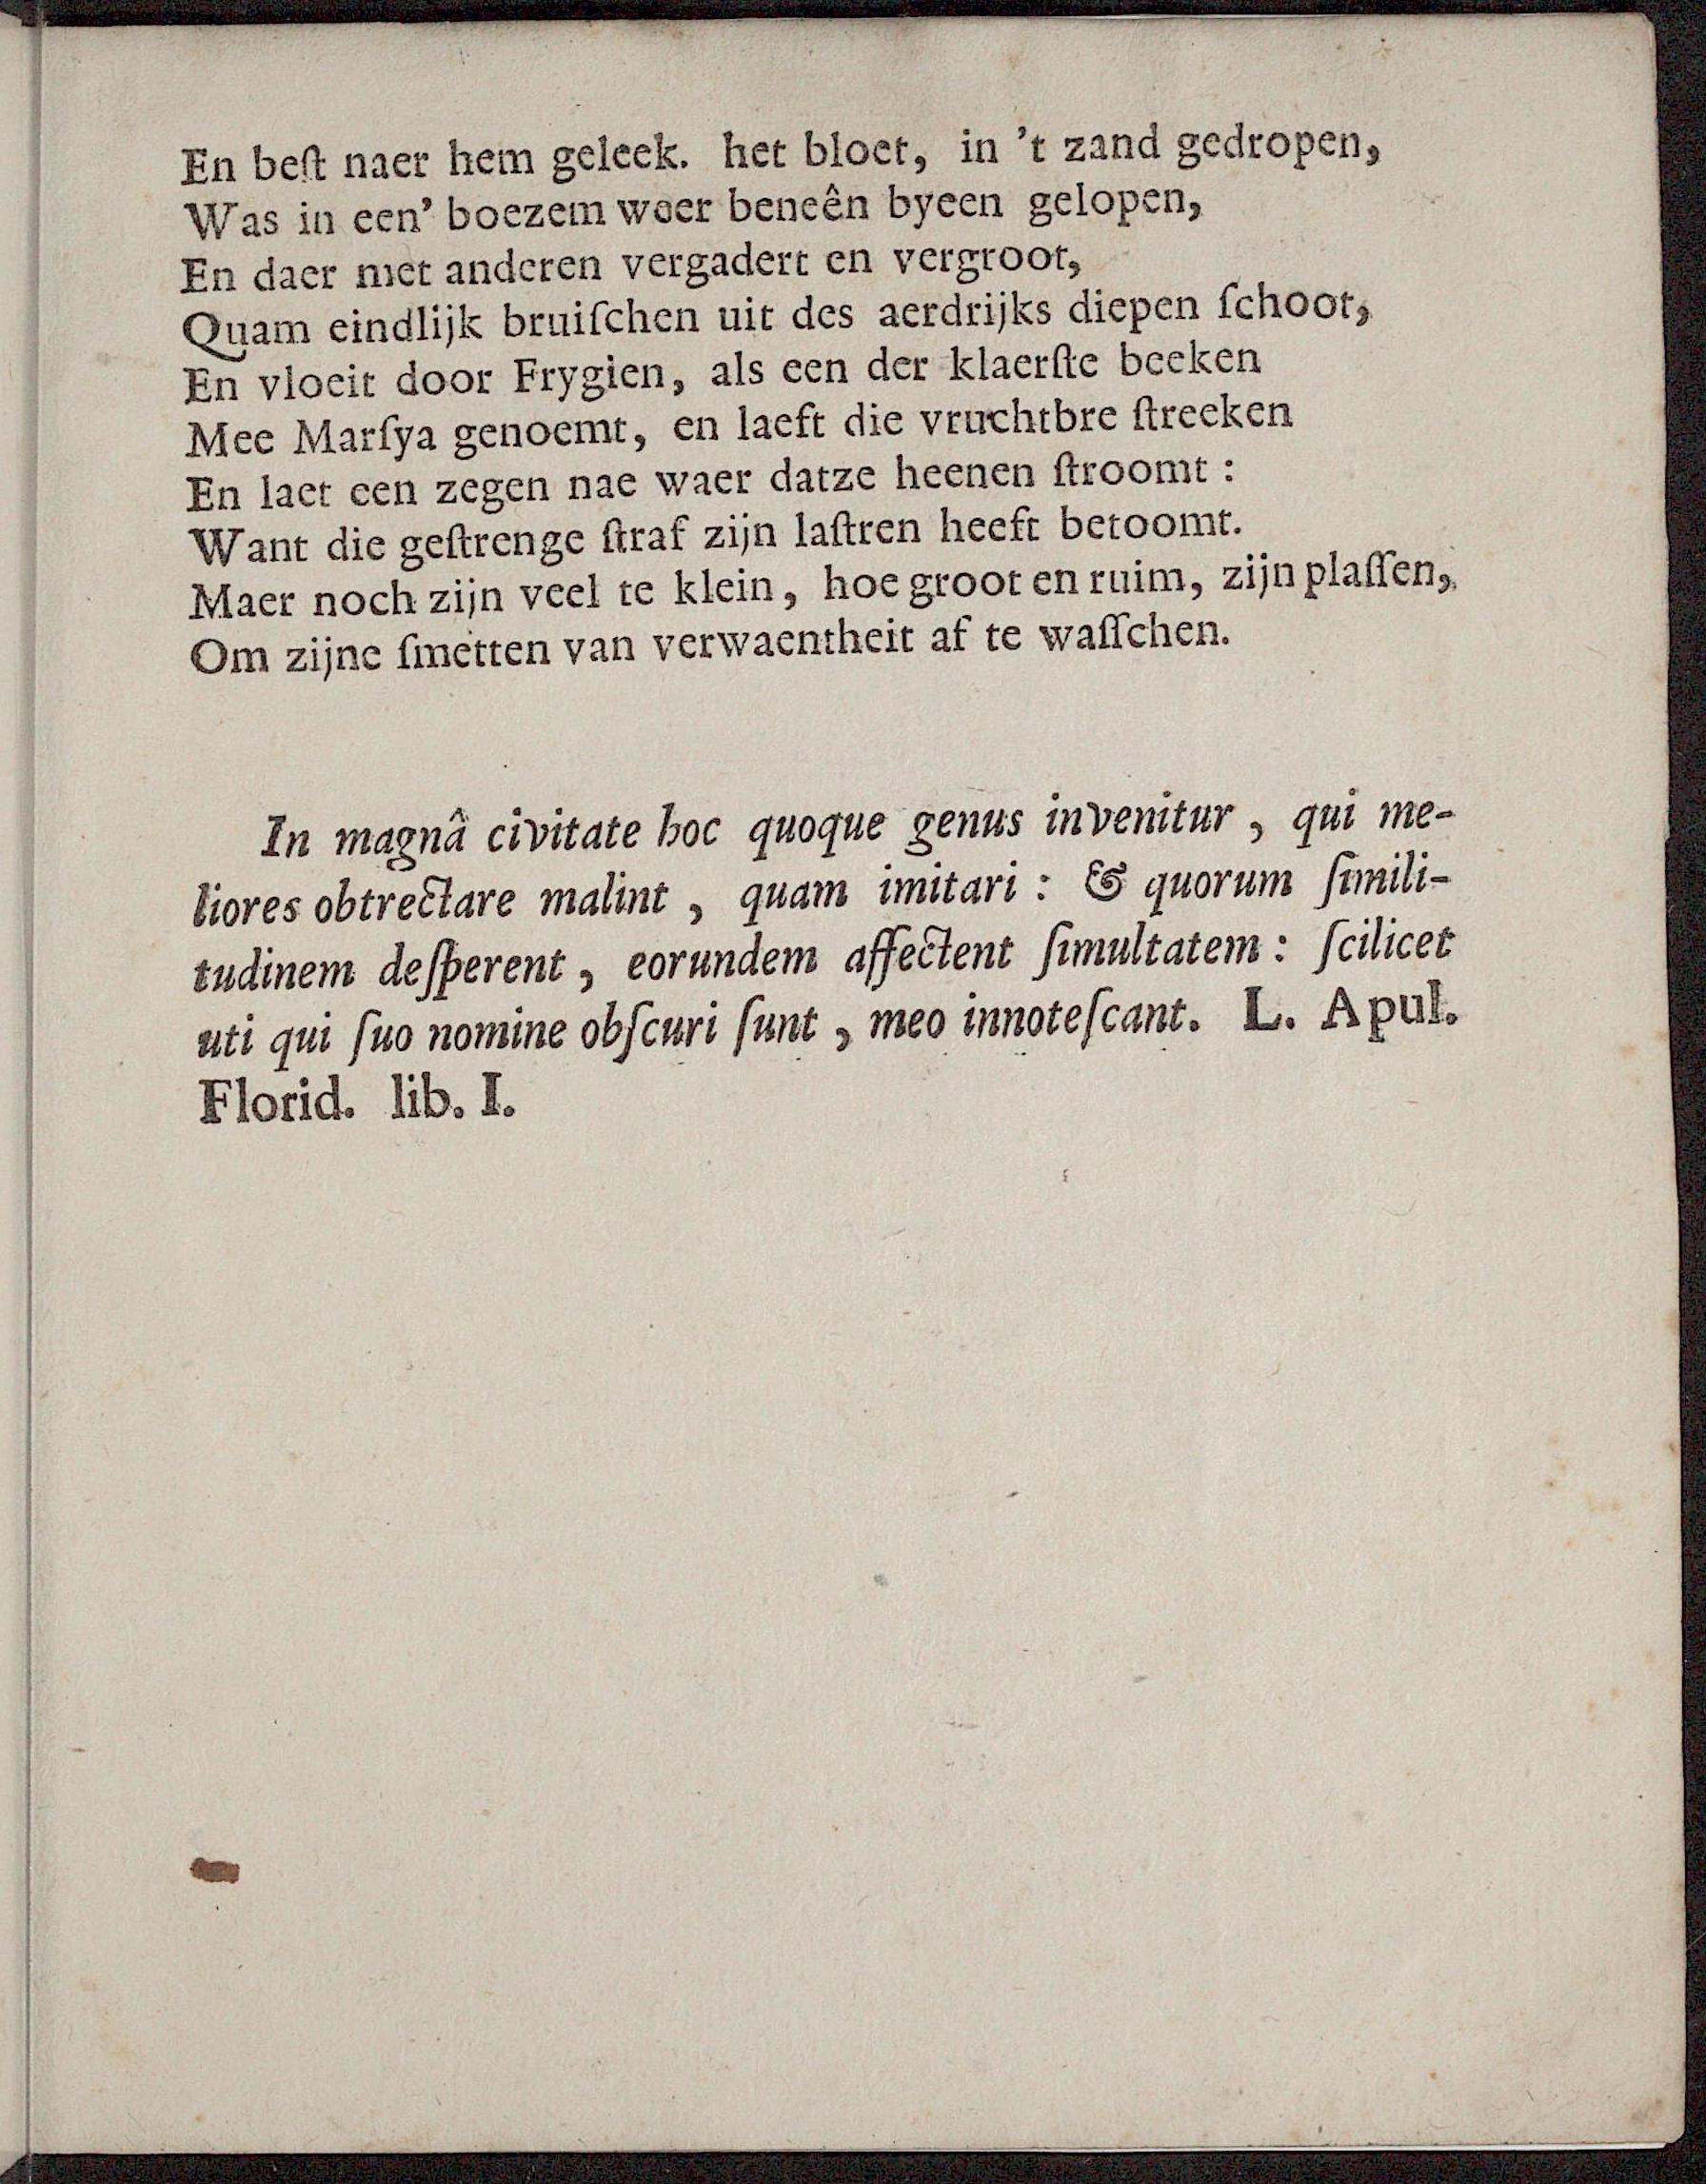 En beſt naer hem geleek. het bloet, in 't zand gedropen,
Was in een' boezem weer beneên byeen gelopen,
En daer met anderen vergadert en vergroot,
Quam eindlijk bruiſchen uit des aerdrijks diepen ſchoot,
En vloeit door Frygien, als een der klaerſte beeken
Mee Marſya genoemt, en laeft die vruchtbre ſtreeken
En laet een zegen nae waer datze heenen ſtroomt :
Want die geſtrenge ſtraf zijn laſtren heeft betoomt.
Maer noch zijn veel te klein, hoe groot en ruim, zijn plaſſen,
Om zijne ſmetten van verwaentheit af te waſſchen.
In magnâ civitate hoc quoque genus invenitur, qui me-
liores obtrectare malint, quam imitari : & quorum ſimili-
tudinem deſperent, eorundem affectent ſimultatem : ſcilicet
uti qui ſuo nomine obſcuri ſunt, meo innoteſcant. L. Apul.
Florid. lib. I.